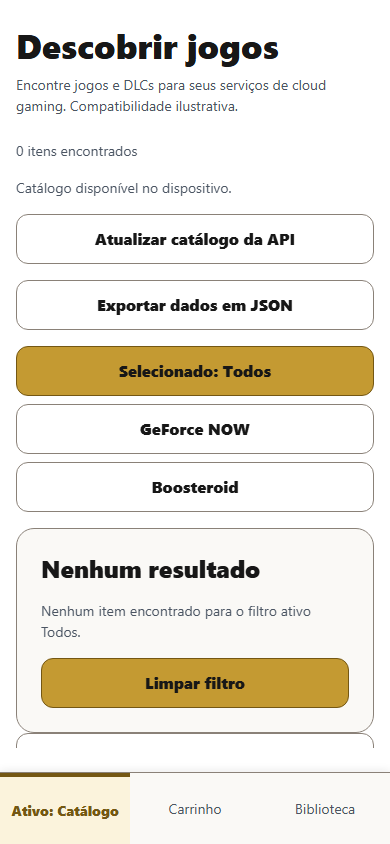 Descobrir jogos
Encontre jogos e DLCs para seus serviços de cloud
gaming. Compatibilidade ilustrativa.
0 itens encontrados
Catálogo disponível no dispositivo.
Atualizar catálogo da API
Exportar dados em JSON
Selecionado: Todos
GeForce NOW
Boosteroid
Nenhum resultado
Nenhum item encontrado para o filtro ativo
Todos.
Limpar filtro
Ativo: Catálogo
Carrinho
Biblioteca